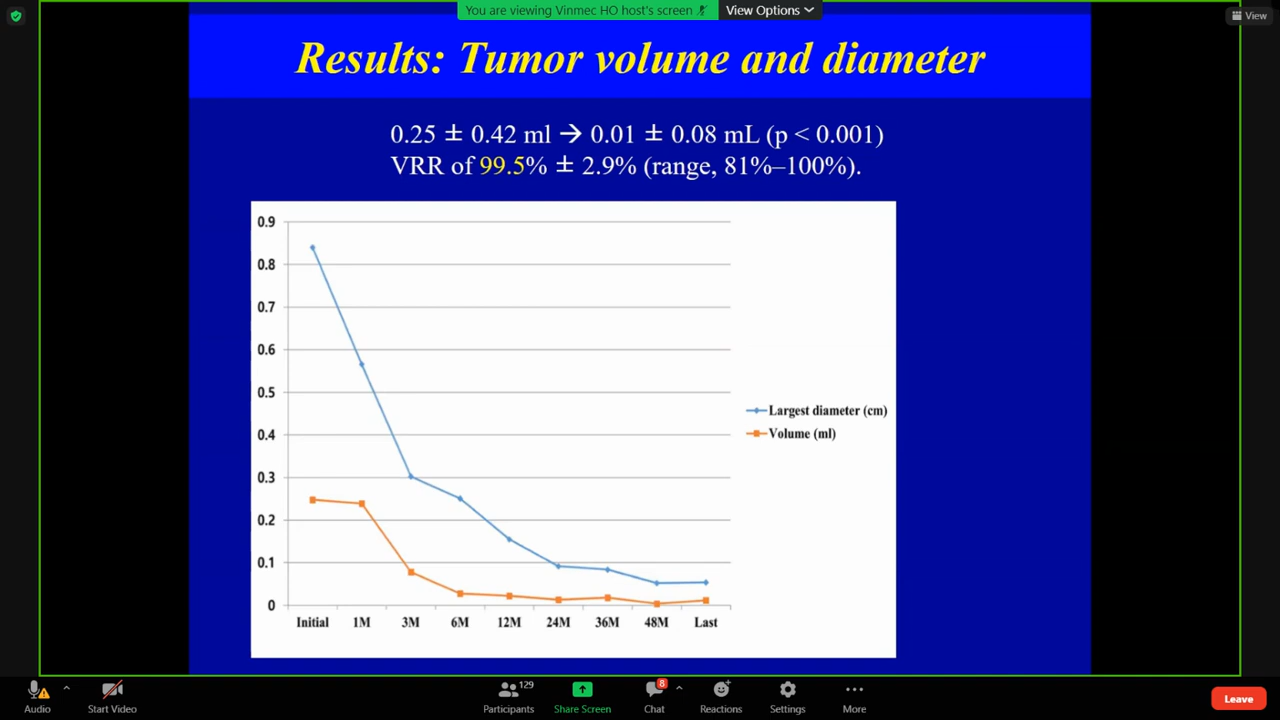 You are viewing Vinmec HO host's screen
View Options
View
Results: Tumor volume and diameter
0.25 ± 0.42 ml → 0.01 ± 0.08 mL (p < 0.001)
VRR of 99.5% ± 2.9% (range, 81%–100%).
0.9
0.8
0.7
0.6
0.5
0.4
0.3
0.2
0.1
0
Initial 1M 3M 6M 12M 24M 36M 48M Last
Largest diameter (cm)
Volume (ml)
129
8
Audio
Start Video
Participants
Share Screen
Chat
Reactions
Settings
More
Leave